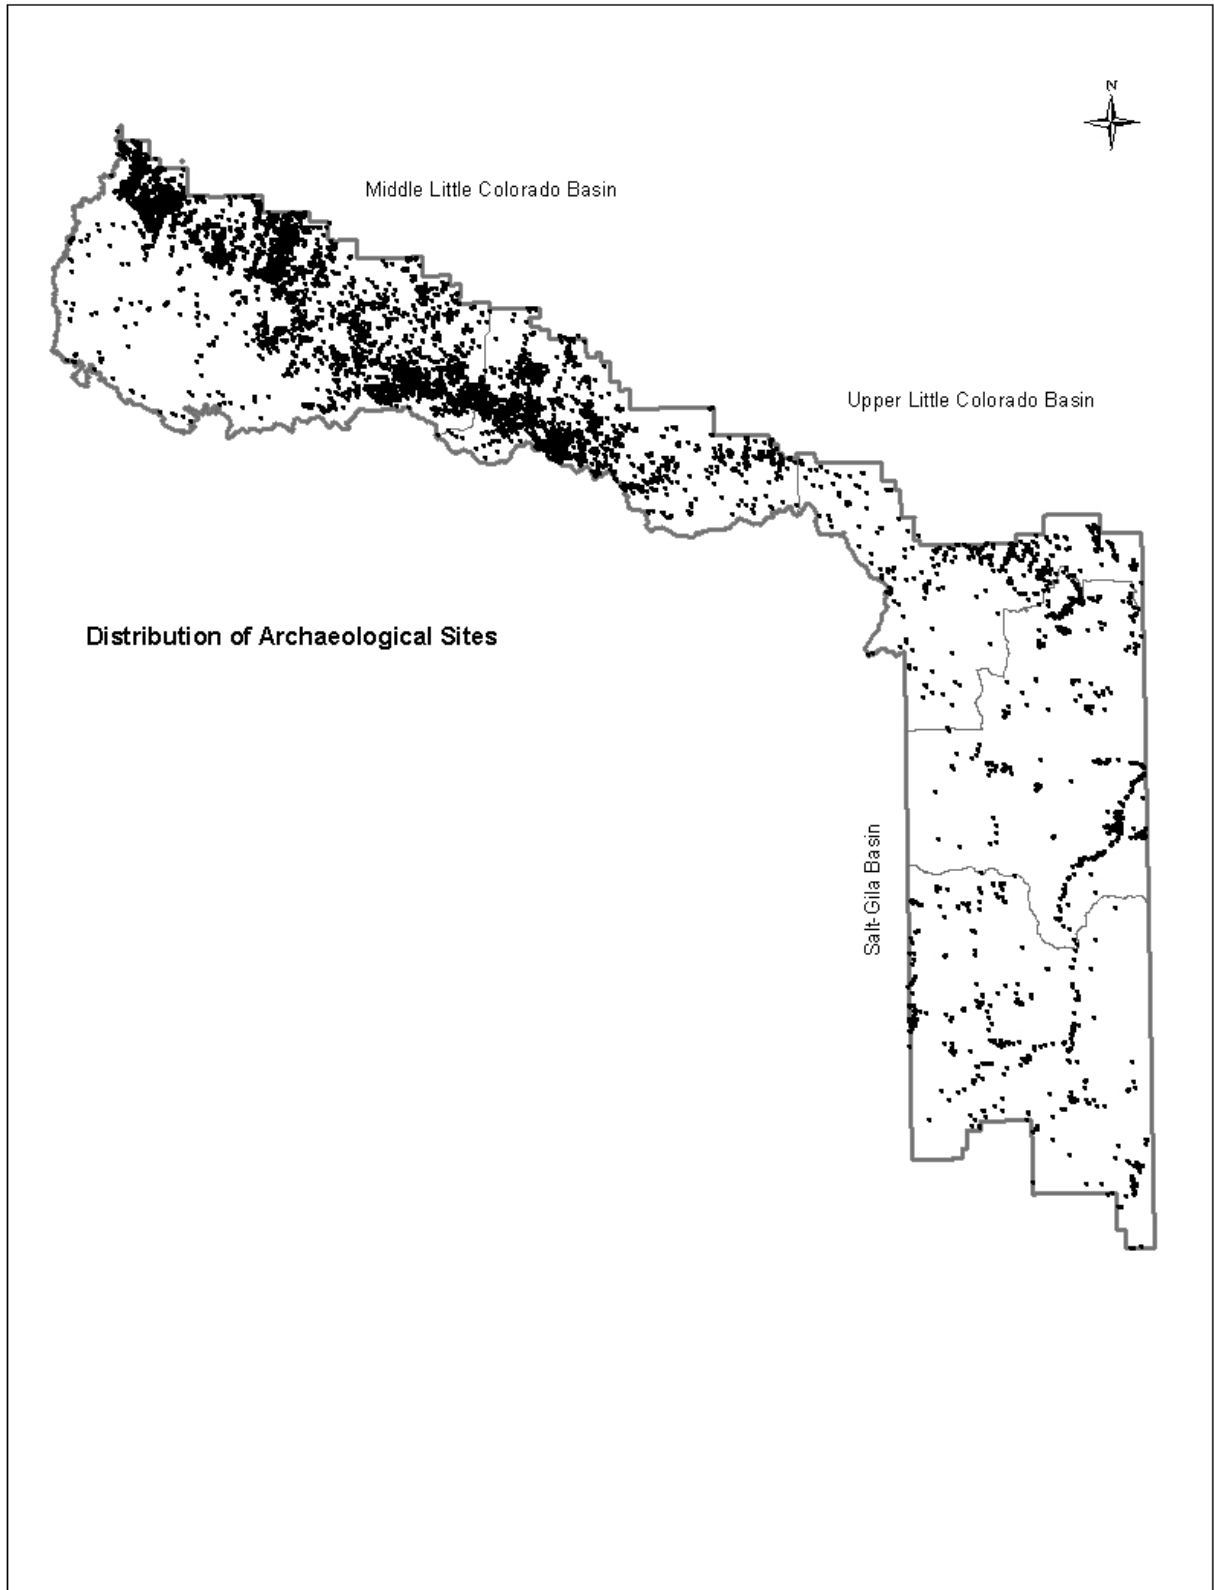 N
Middle Little Colorado Basin
Upper Little Colorado Basin
Distribution of Archaeological Sites
Salt-Gila Basin